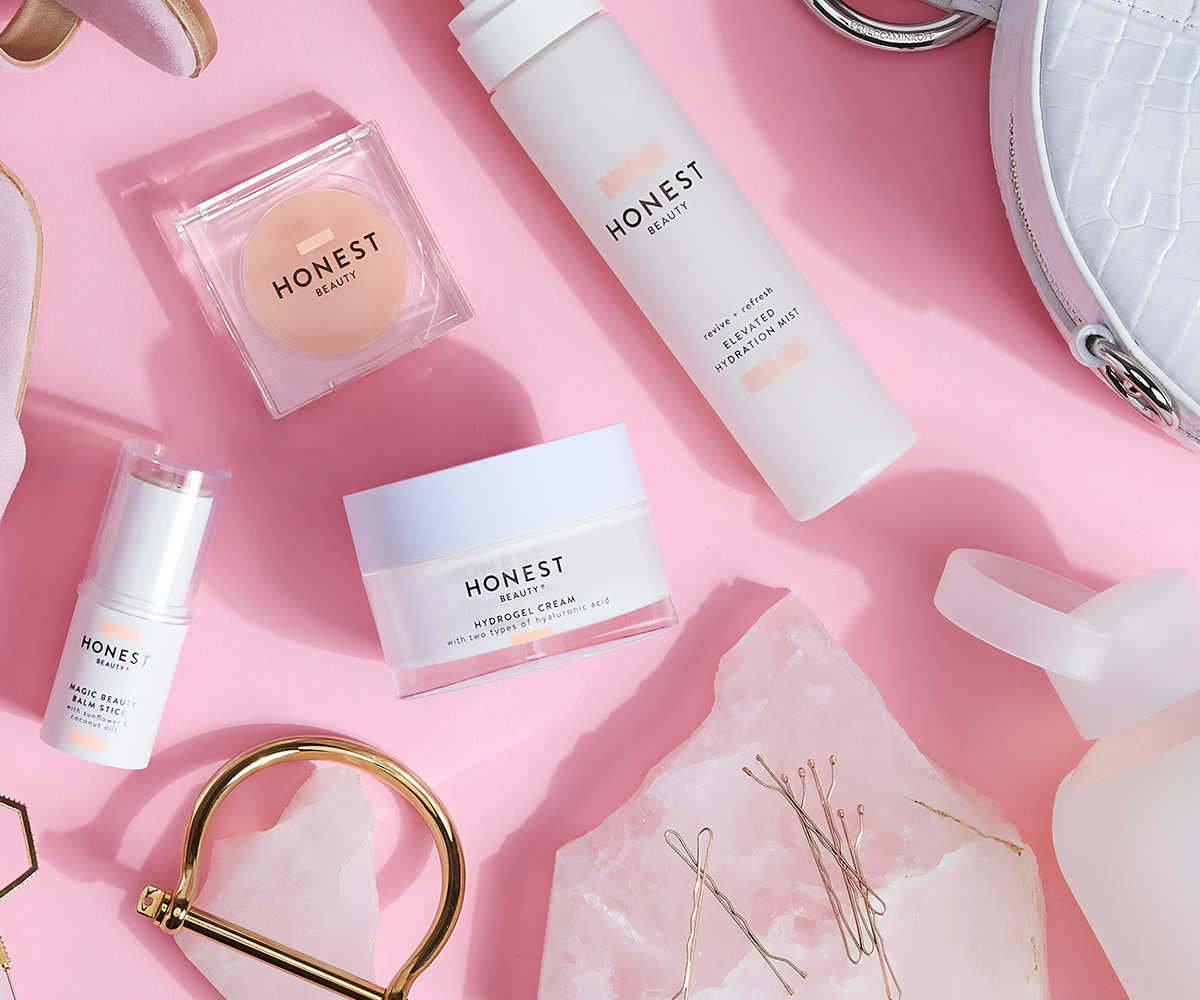 REBECCAMINKOFF
HONEST
BEAUTY
revive + refresh
ELEVATED
HYDRATION MIST
HONEST
BEAUTY
HONEST
BEAUTY®
HYDROGEL CREAM
with two types of hyaluronic acid
HONEST
BEAUTY®
MAGIC BEAUTY
BALM STICK
with sunflower &
coconut oils